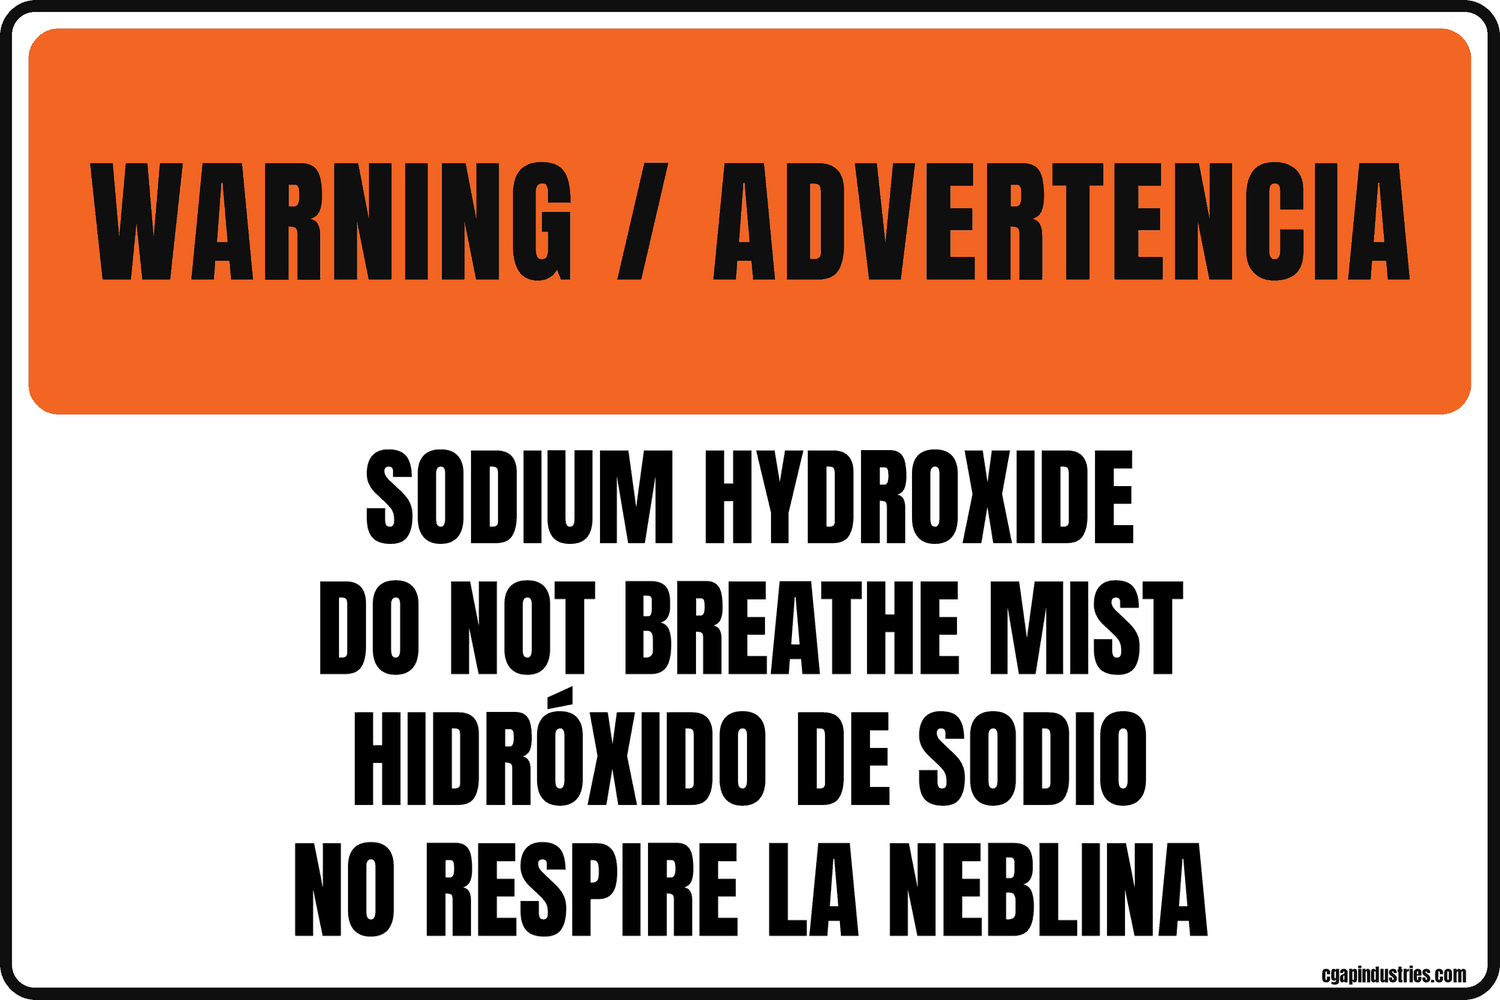 WARNING / ADVERTENCIA
SODIUM HYDROXIDE
DO NOT BREATHE MIST
HIDRÓXIDO DE SODIO
NO RESPIRE LA NEBLINA
cgapindustries.com